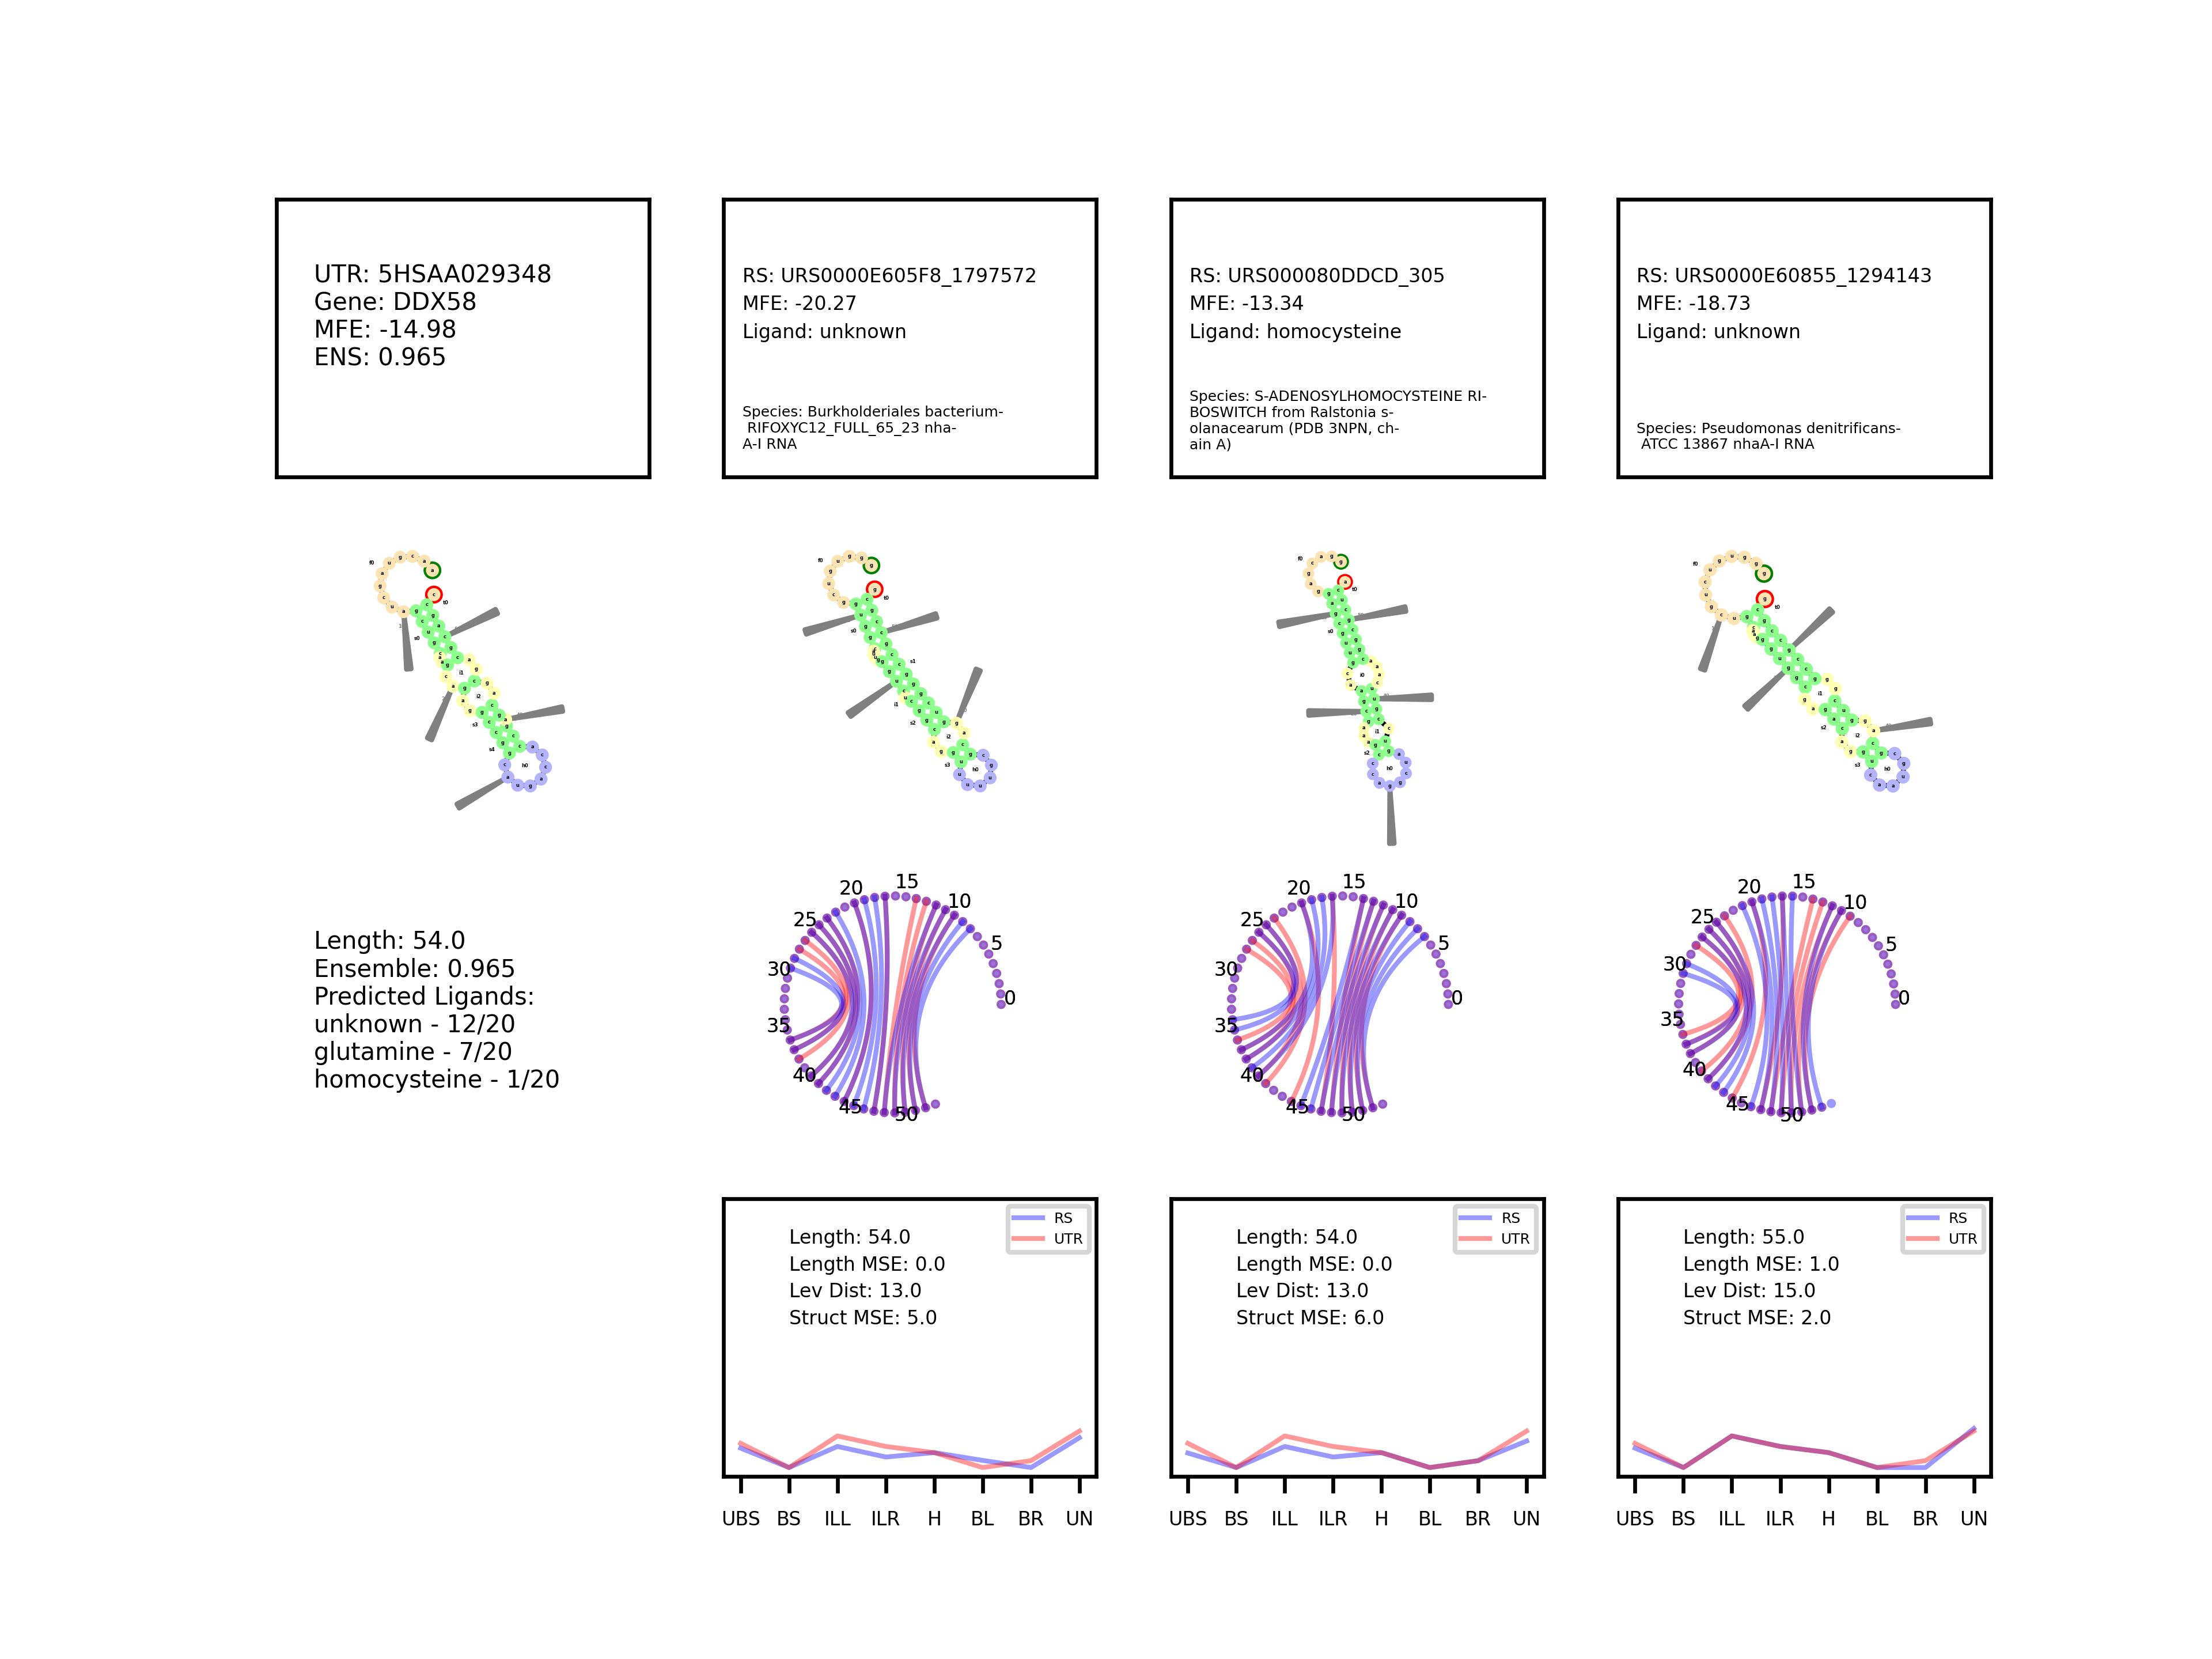 UTR: 5HSAA029348
Gene: DDX58
MFE: -14.98
ENS: 0.965
RS: URS0000E605F8_1797572
MFE: -20.27
Ligand: unknown
Species: Burkholderiales bacterium-
RIFOXYC12_FULL_65_23 nha-
A-I RNA
RS: URS000080DDCD_305
MFE: -13.34
Ligand: homocysteine
Species: S-ADENOSYLHOMOCYSTEINE RI-
BOSWITCH from Ralstonia s-
olanacearum (PDB 3NPN, ch-
ain A)
RS: URS0000E60855_1294143
MFE: -18.73
Ligand: unknown
Species: Pseudomonas denitrificans-
ATCC 13867 nhaA-I RNA
Length: 54.0
Ensemble: 0.965
Predicted Ligands:
unknown - 12/20
glutamine - 7/20
homocysteine - 1/20
0
5
10
15
20
25
30
35
40
45
50
0
5
10
15
20
25
30
35
40
45
50
0
5
10
15
20
25
30
35
40
45
50
RS
UTR
Length: 54.0
Length MSE: 0.0
Lev Dist: 13.0
Struct MSE: 5.0
UBS BS ILL ILR H BL BR UN
RS
UTR
Length: 54.0
Length MSE: 0.0
Lev Dist: 13.0
Struct MSE: 6.0
UBS BS ILL ILR H BL BR UN
RS
UTR
Length: 55.0
Length MSE: 1.0
Lev Dist: 15.0
Struct MSE: 2.0
UBS BS ILL ILR H BL BR UN